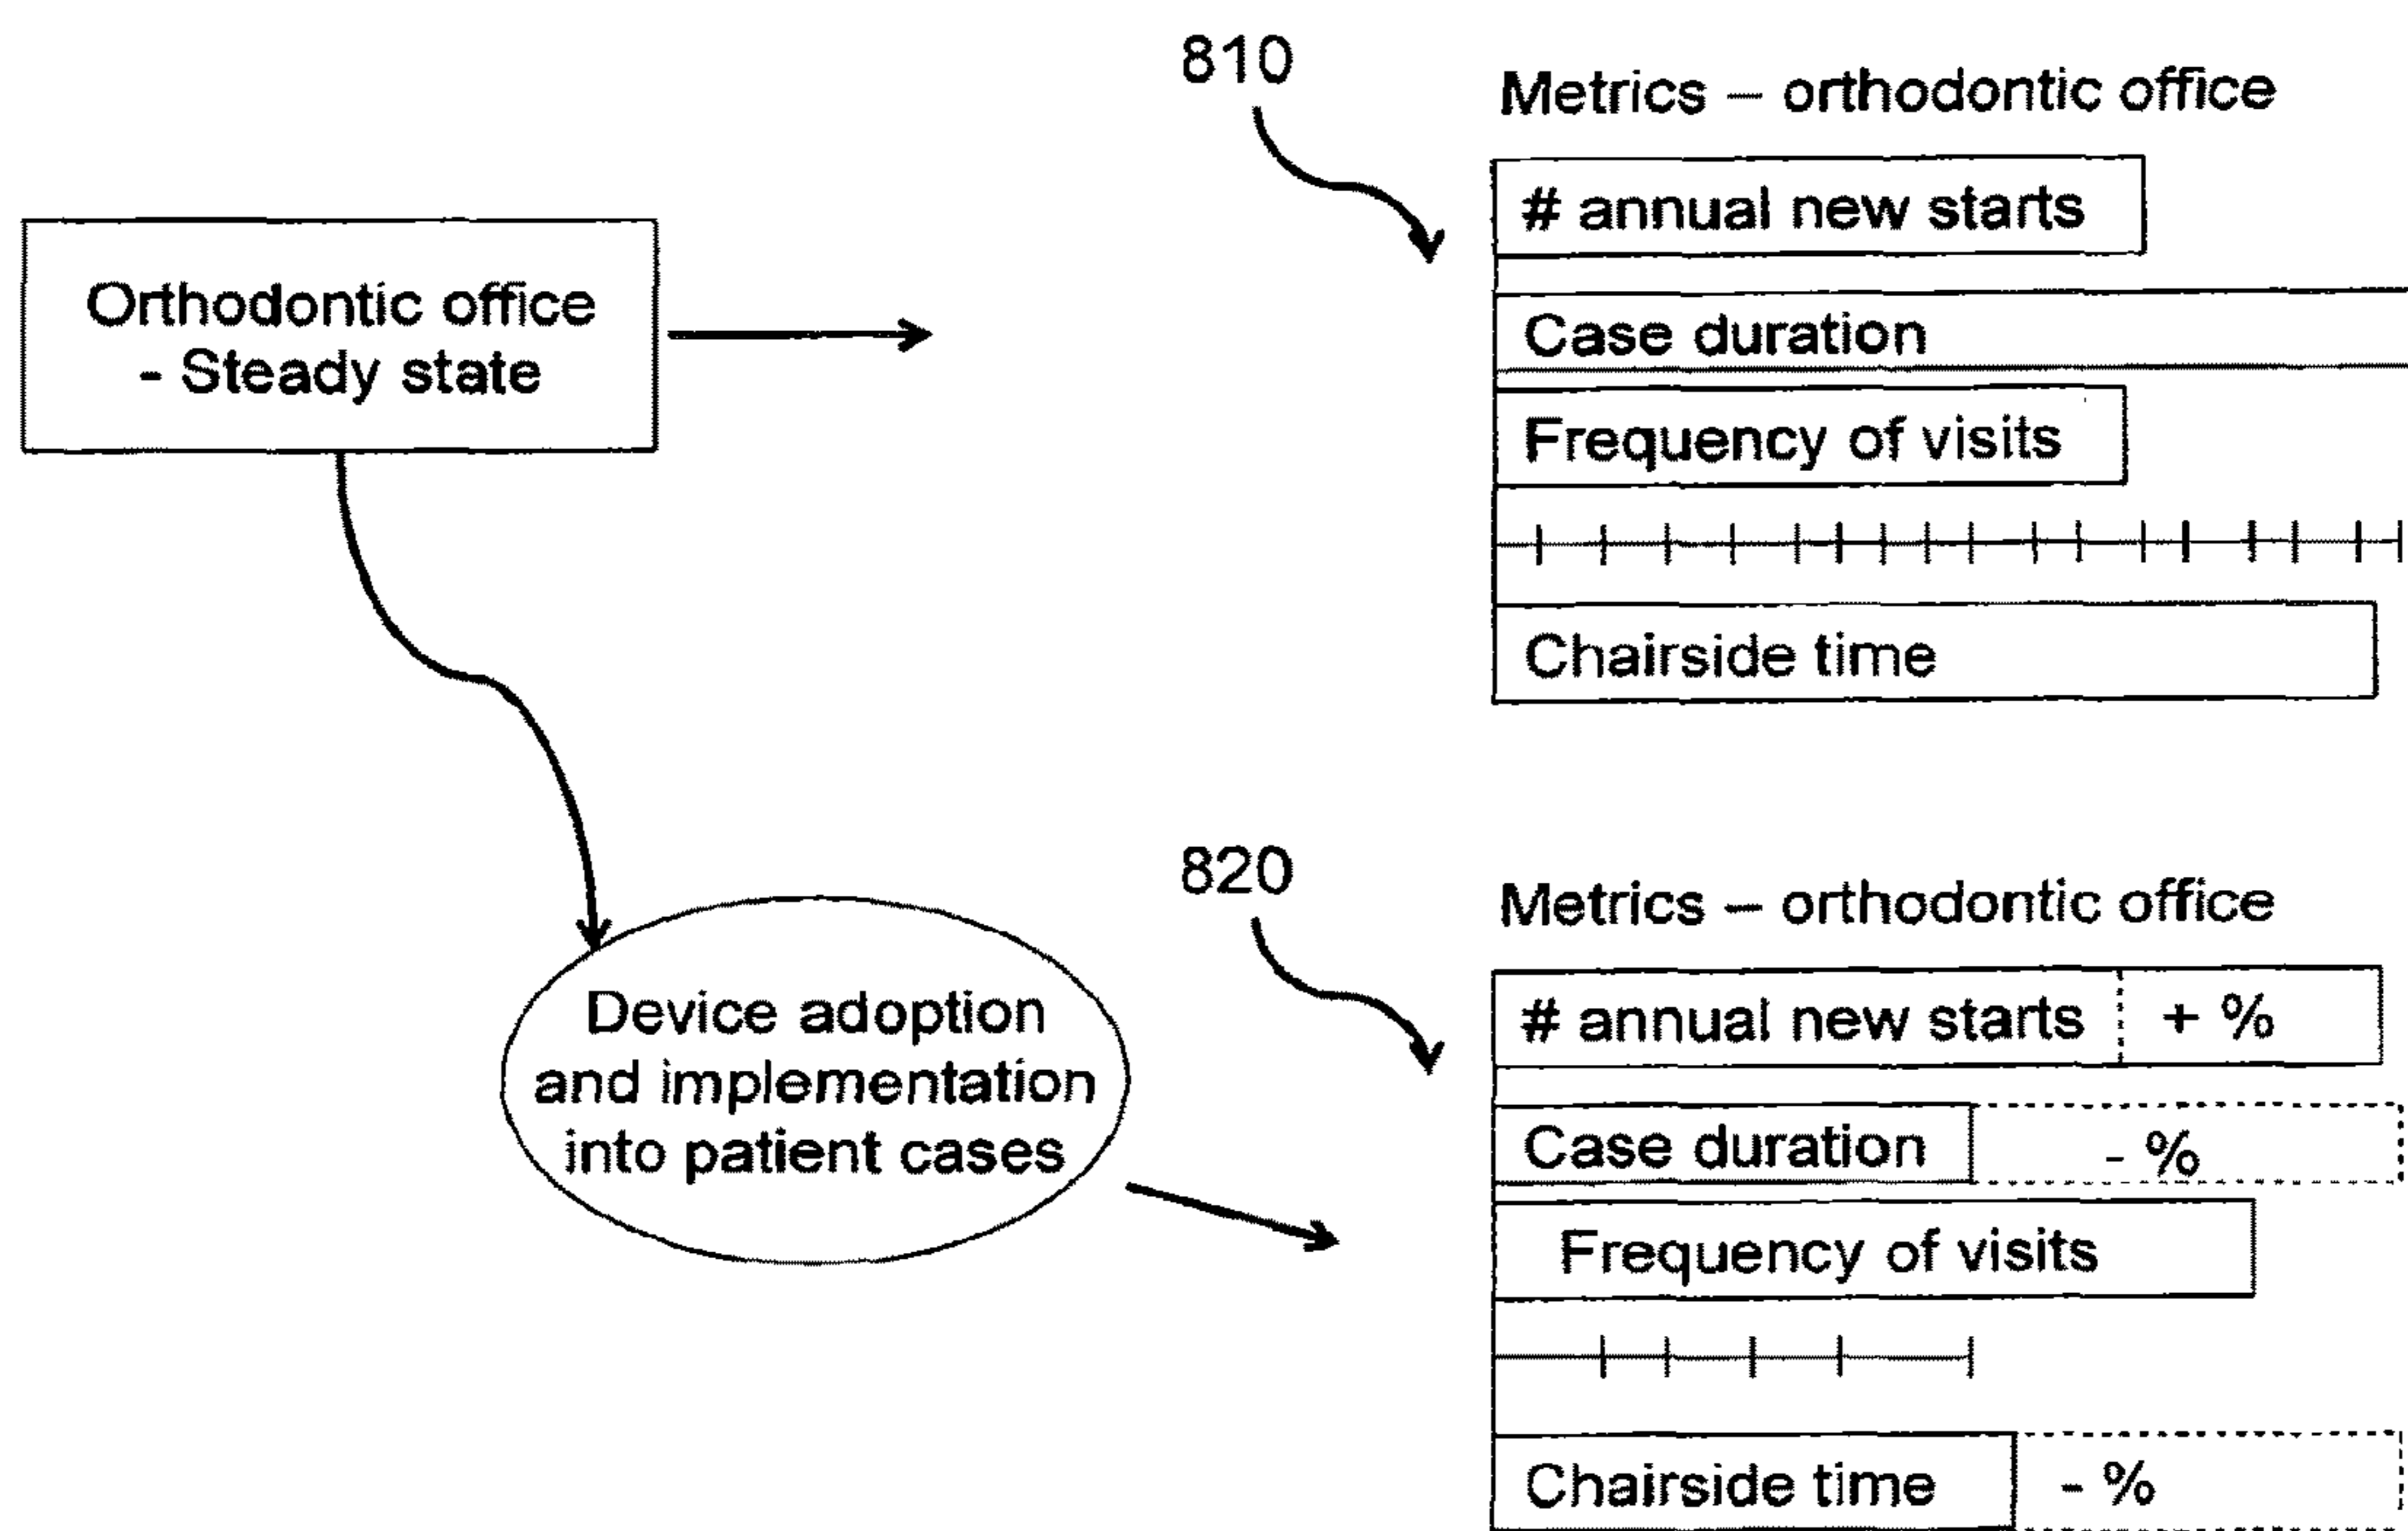 810
Metrics – orthodontic office
# annual new starts
Orthodontic office
- Steady state
Case duration
Frequency of visits
Chairside time
820
Metrics – orthodontic office
# annual new starts + %
Device adoption
and implementation
into patient cases
Case duration - %
Frequency of visits
Chairside time - %